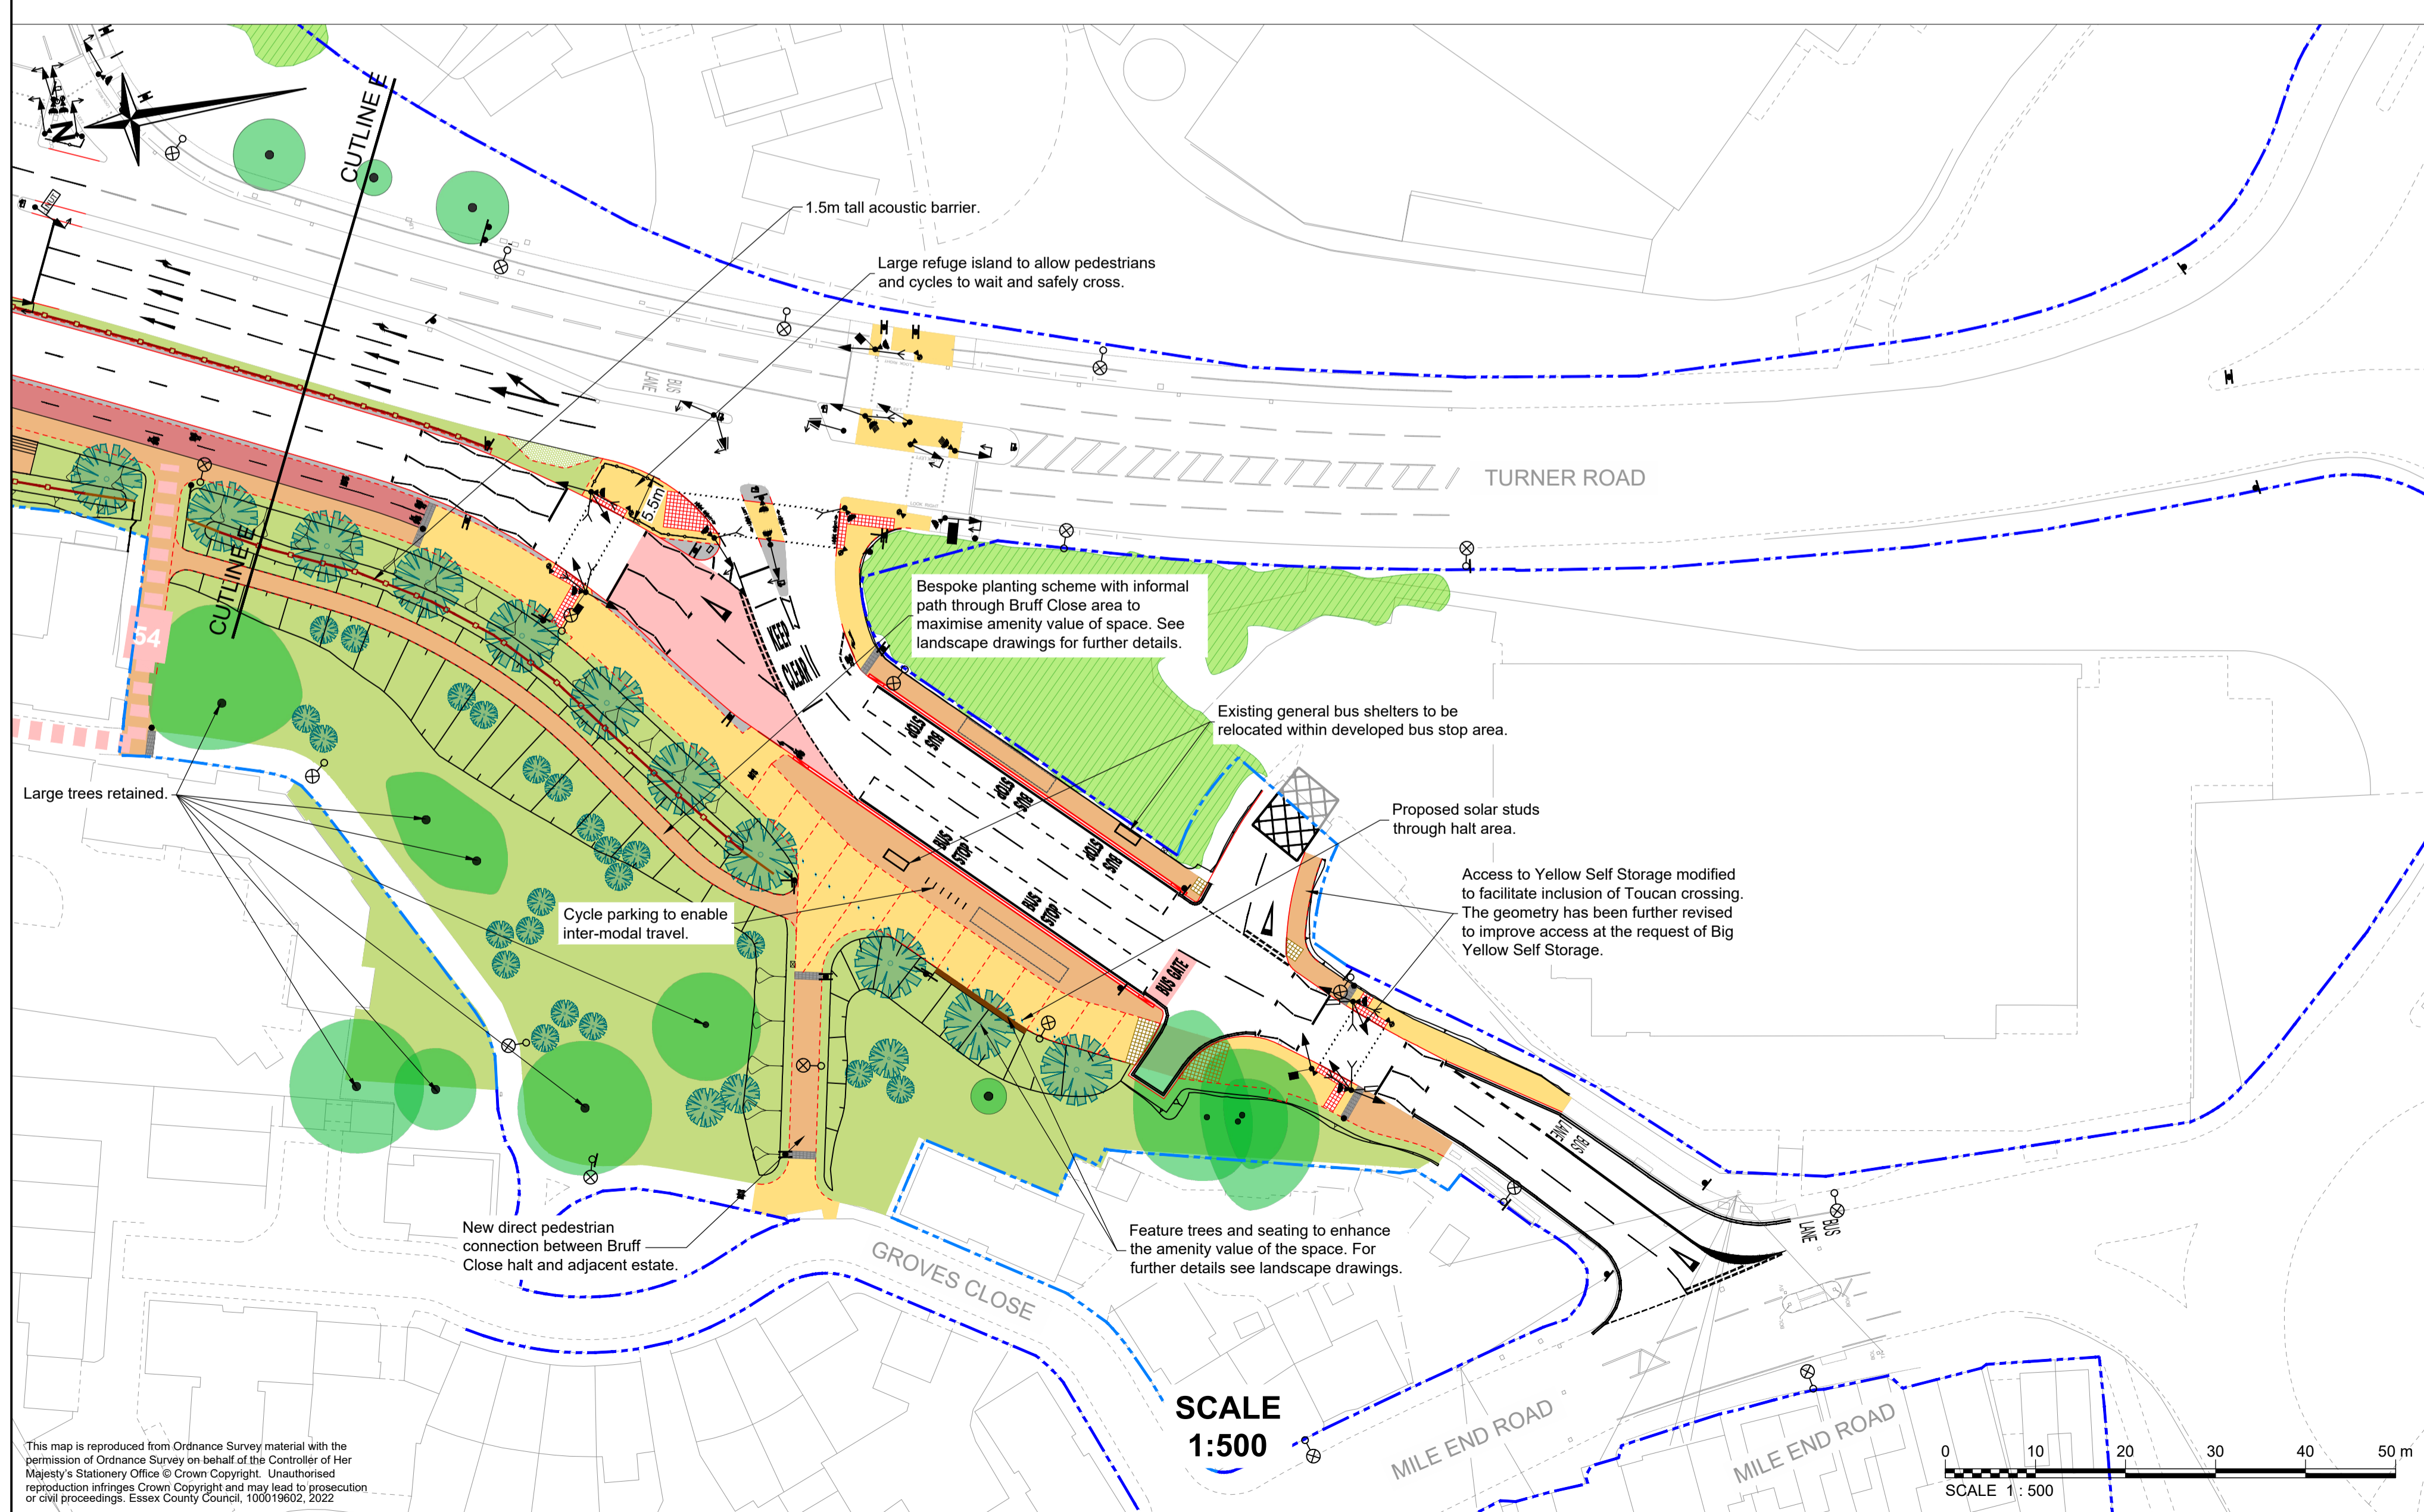 N
CUTLINE E
CUTLINE E
1.5m tall acoustic barrier.
Large refuge island to allow pedestrians
and cycles to wait and safely cross.
BUS
LANE
TURNER ROAD
5.5m
KEEP
CLEAR
Bespoke planting scheme with informal
path through Bruff Close area to
maximise amenity value of space. See
landscape drawings for further details.
54
BUS
STOP
BUS
STOP
BUS
STOP
Existing general bus shelters to be
relocated within developed bus stop area.
Large trees retained.
Proposed solar studs
through halt area.
BUS
STOP
BUS
STOP
Access to Yellow Self Storage modified
to facilitate inclusion of Toucan crossing.
The geometry has been further revised
to improve access at the request of Big
Yellow Self Storage.
Cycle parking to enable
inter-modal travel.
BUS GATE
BUS
LANE
BUS
LANE
New direct pedestrian
connection between Bruff
Close halt and adjacent estate.
Feature trees and seating to enhance
the amenity value of the space. For
further details see landscape drawings.
GROVES CLOSE
SCALE
1:500
MILE END ROAD
MILE END ROAD
0 10 20 30 40 50 m
SCALE 1 : 500
This map is reproduced from Ordnance Survey material with the
permission of Ordnance Survey on behalf of the Controller of Her
Majesty's Stationery Office © Crown Copyright. Unauthorised
reproduction infringes Crown Copyright and may lead to prosecution
or civil proceedings. Essex County Council, 100019602, 2022